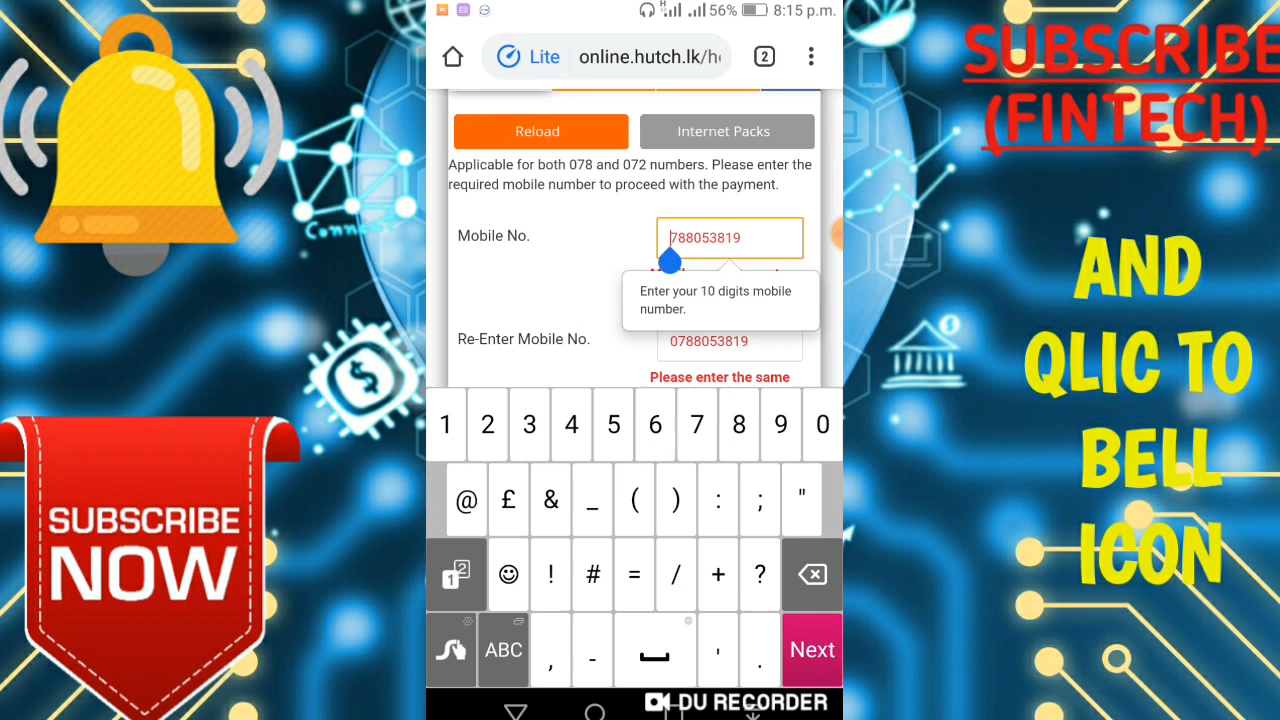 56% 8:15 p.m.
Lite online.hutch.lk/h
2
Reload Internet Packs
Applicable for both 078 and 072 numbers. Please enter the
required mobile number to proceed with the payment.
Mobile No. 788053819
Enter your 10 digits mobile
number.
Re-Enter Mobile No. 0788053819
Please enter the same
1 2 3 4 5 6 7 8 9 0
@ £ & _ ( ) : ; "
1 2 ! # = / + ?
ABC , - ' . Next
DU RECORDER
Connect
SUBSCRIBE
NOW
SUBSCRIBE
(FINTECH)
AND
QLIC TO
BELL
ICON